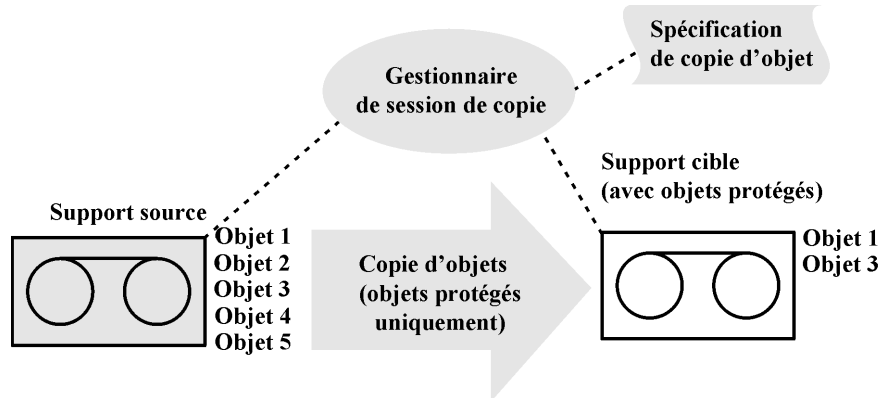 Spécification
de copie d’objet
Gestionnaire
de session de copie
Support cible
(avec objets protégés)
Support source
Objet 1
Objet 2
Objet 3
Objet 4
Objet 5
Copie d’objets
(objets protégés
uniquement)
Objet 1
Objet 3